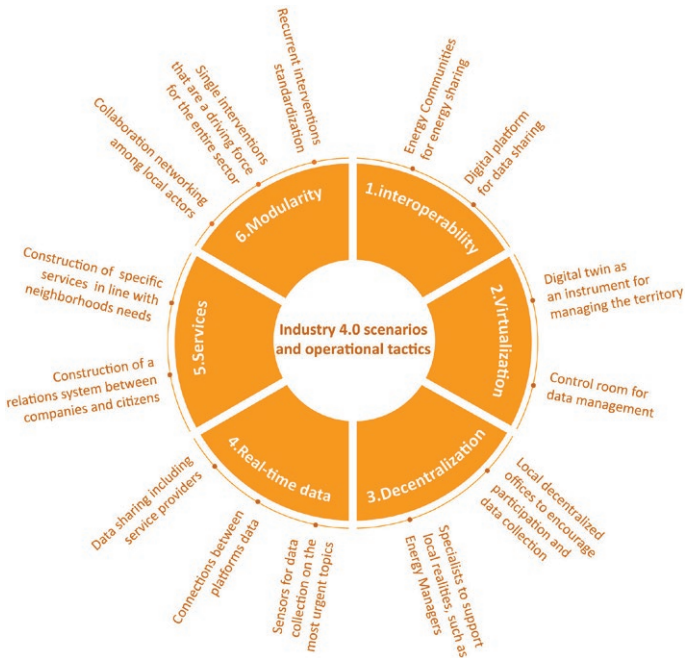 Industry 4.0 scenarios
and operational tactics
1.interoperability
Energy Communities
for energy sharing
Digital platform
for data sharing
2.Virtualization
Digital twin as
an instrument for
managing the territory
Control room for
data management
3.Decentralization
Local decentralized
offices to encourage
participation and
data collection
Specialists to support
local realities, such as
Energy Managers
4.Real-time data
Sensors for data
collection on the
most urgent topics
Connections between
platforms data
Data sharing including
service providers
5.Services
Construction of a
relations system between
companies and citizens
Construction of specific
services in line with
neighborhoods needs
6.Modularity
Collaboration networking
among local actors
Single interventions
that are a driving force
for the entire sector
Recurrent interventions
standardization